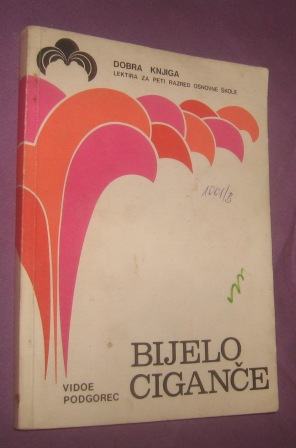 DOBRA KNJIGA
LEKTIRA ZA PETI RAZRED OSNOVNE ŠKOLE
VIDOE
PODGOREC
BIJELO
CIGANČE